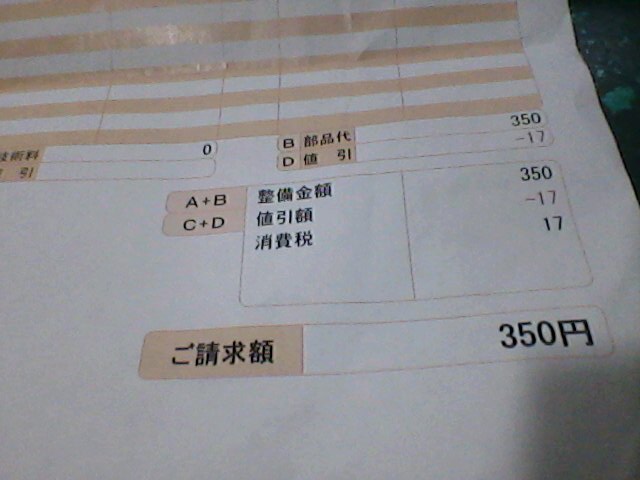 技術料 0
引
B 部品代 350
D 値引 -17
A+B 整備金額 350
C+D 値引額 -17
消費税 17
ご請求額 350円